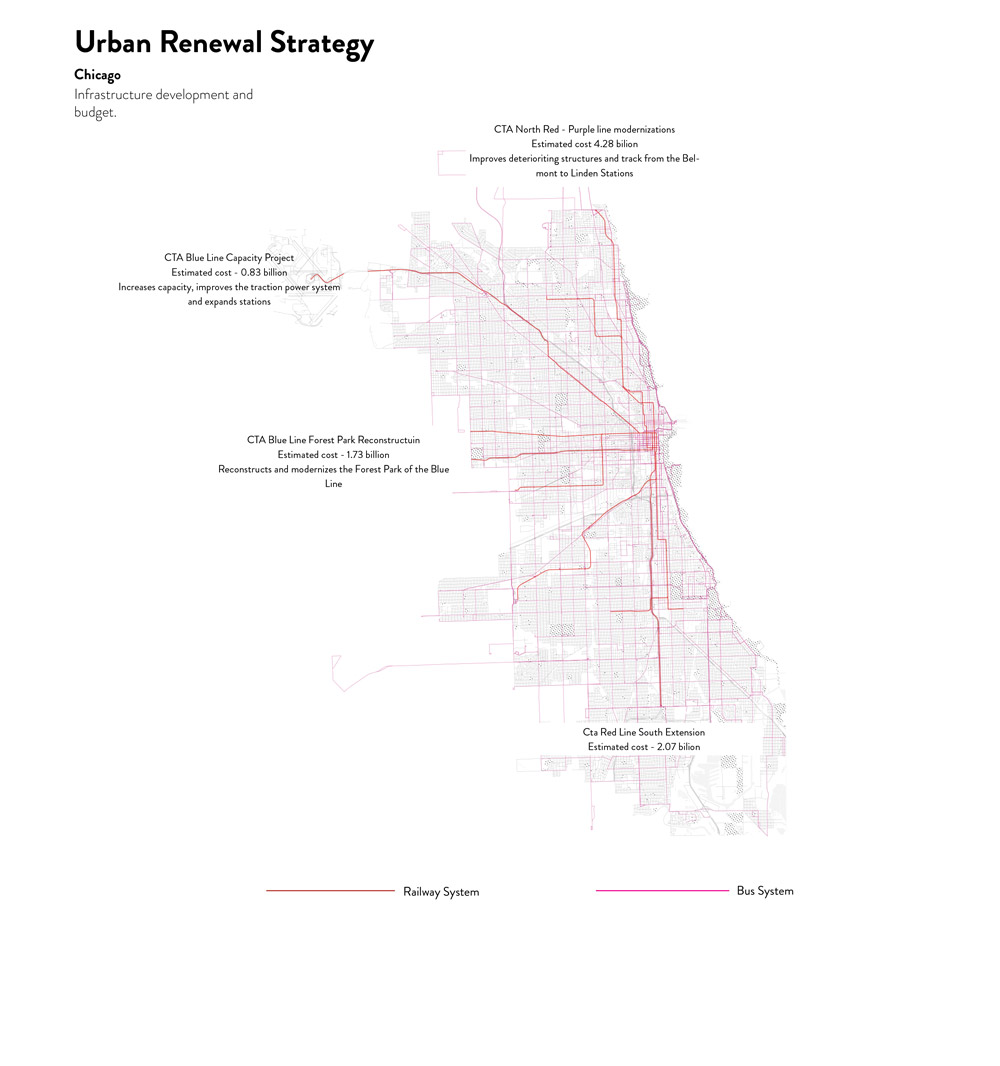 Urban Renewal Strategy
Chicago
Infrastructure development and
budget.
CTA North Red - Purple line modernizations
Estimated cost 4.28 bilion
Improves deterioriting structures and track from the Bel-
mont to Linden Stations
CTA Blue Line Capacity Project
Estimated cost - 0.83 billion
Increases capacity, improves the traction power system
and expands stations
CTA Blue Line Forest Park Reconstructuin
Estimated cost - 1.73 billion
Reconstructs and modernizes the Forest Park of the Blue
Line
Cta Red Line South Extension
Estimated cost - 2.07 bilion
Railway System
Bus System